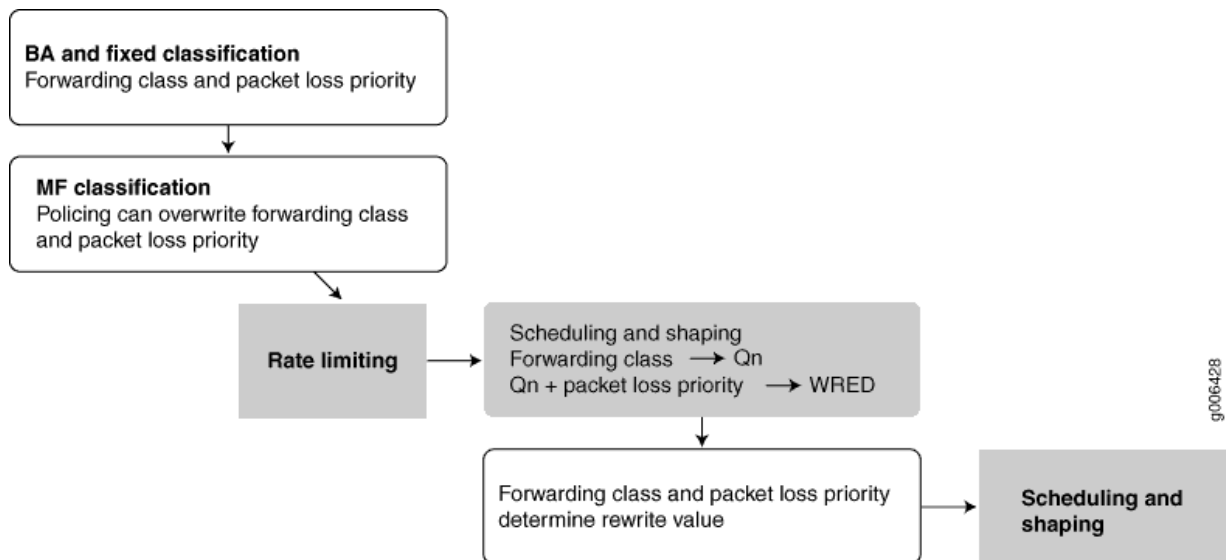 BA and fixed classification
Forwarding class and packet loss priority
MF classification
Policing can overwrite forwarding class
and packet loss priority
Rate limiting
Scheduling and shaping
Forwarding class → Qn
Qn + packet loss priority → WRED
g006428
Forwarding class and packet loss priority
determine rewrite value
Scheduling and
shaping